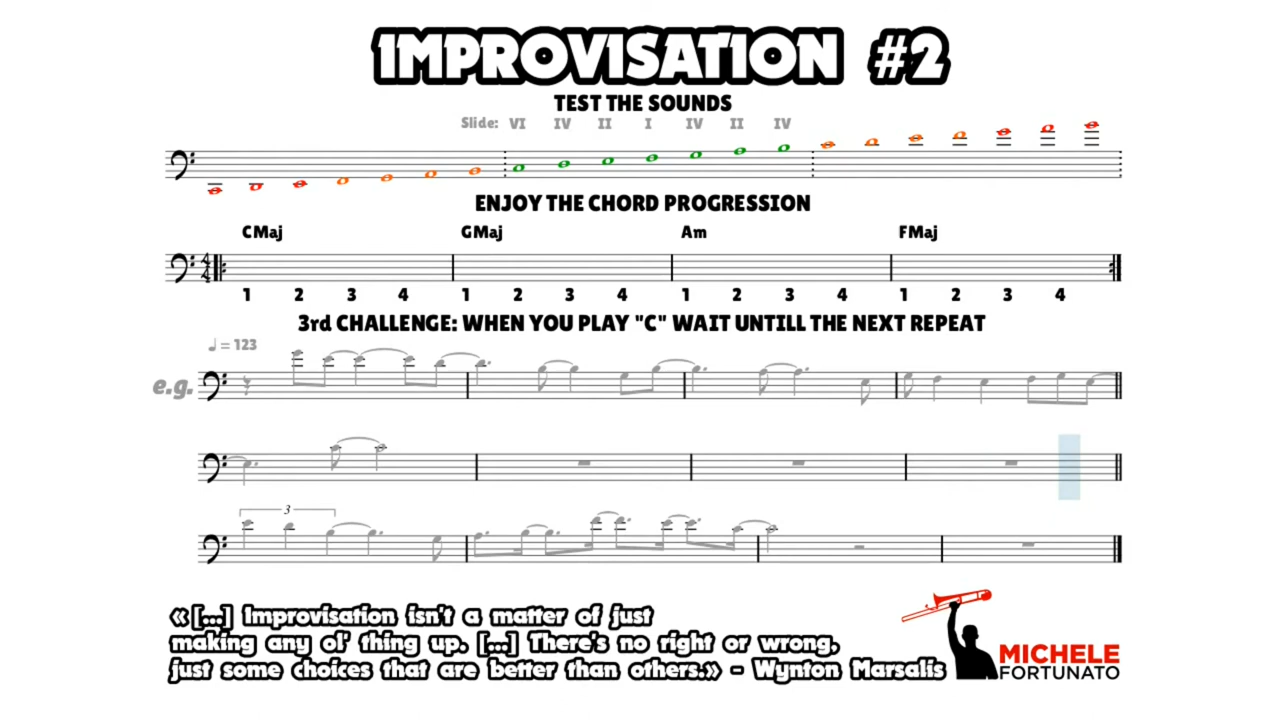 IMPROVISATION #2
TEST THE SOUNDS
Slide: VI IV II I IV II IV
ENJOY THE CHORD PROGRESSION
CMaj GMaj Am FMaj
4
4
1 2 3 4 1 2 3 4 1 2 3 4 1 2 3 4
3rd CHALLENGE: WHEN YOU PLAY "C" WAIT UNTILL THE NEXT REPEAT
♩ = 123
e.g.
3
« [...] Improvisation isn't a matter of just
making any ol' thing up. [...] There's no right or wrong,
just some choices that are better than others.» - Wynton Marsalis
MICHELE
FORTUNATO